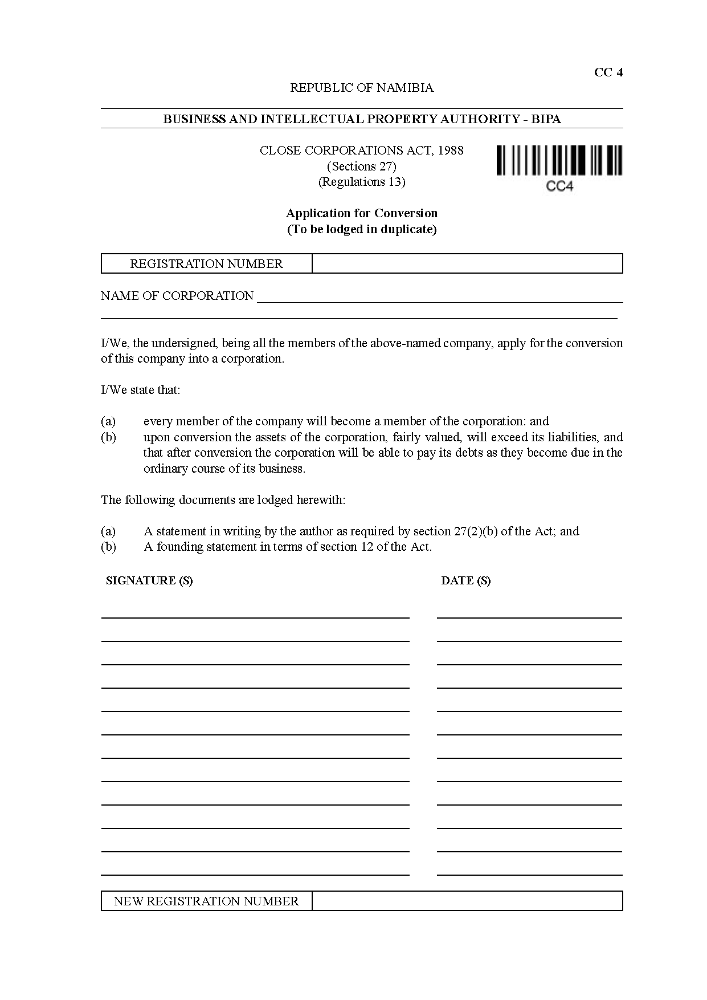 CC 4
REPUBLIC OF NAMIBIA
BUSINESS AND INTELLECTUAL PROPERTY AUTHORITY - BIPA
CLOSE CORPORATIONS ACT, 1988
(Sections 27)
(Regulations 13)
CC4
Application for Conversion
(To be lodged in duplicate)
REGISTRATION NUMBER
NAME OF CORPORATION
I/We, the undersigned, being all the members of the above-named company, apply for the conversion
of this company into a corporation.
I/We state that:
(a) every member of the company will become a member of the corporation: and
(b) upon conversion the assets of the corporation, fairly valued, will exceed its liabilities, and
that after conversion the corporation will be able to pay its debts as they become due in the
ordinary course of its business.
The following documents are lodged herewith:
(a) A statement in writing by the author as required by section 27(2)(b) of the Act; and
(b) A founding statement in terms of section 12 of the Act.
SIGNATURE (S) DATE (S)
NEW REGISTRATION NUMBER